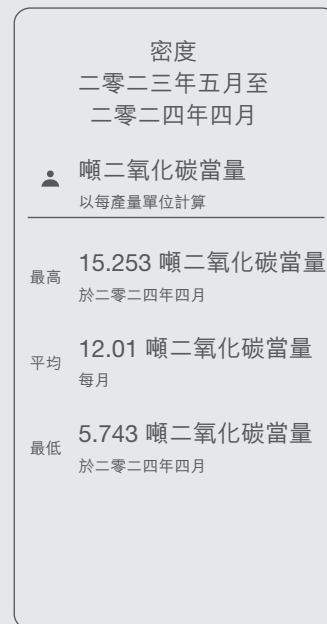 密度
二零二三年五月至
二零二四年四月
噸二氧化碳當量
以每產量單位計算
最高 15.253 噸二氧化碳當量
於二零二四年四月
平均 12.01 噸二氧化碳當量
每月
最低 5.743 噸二氧化碳當量
於二零二四年四月